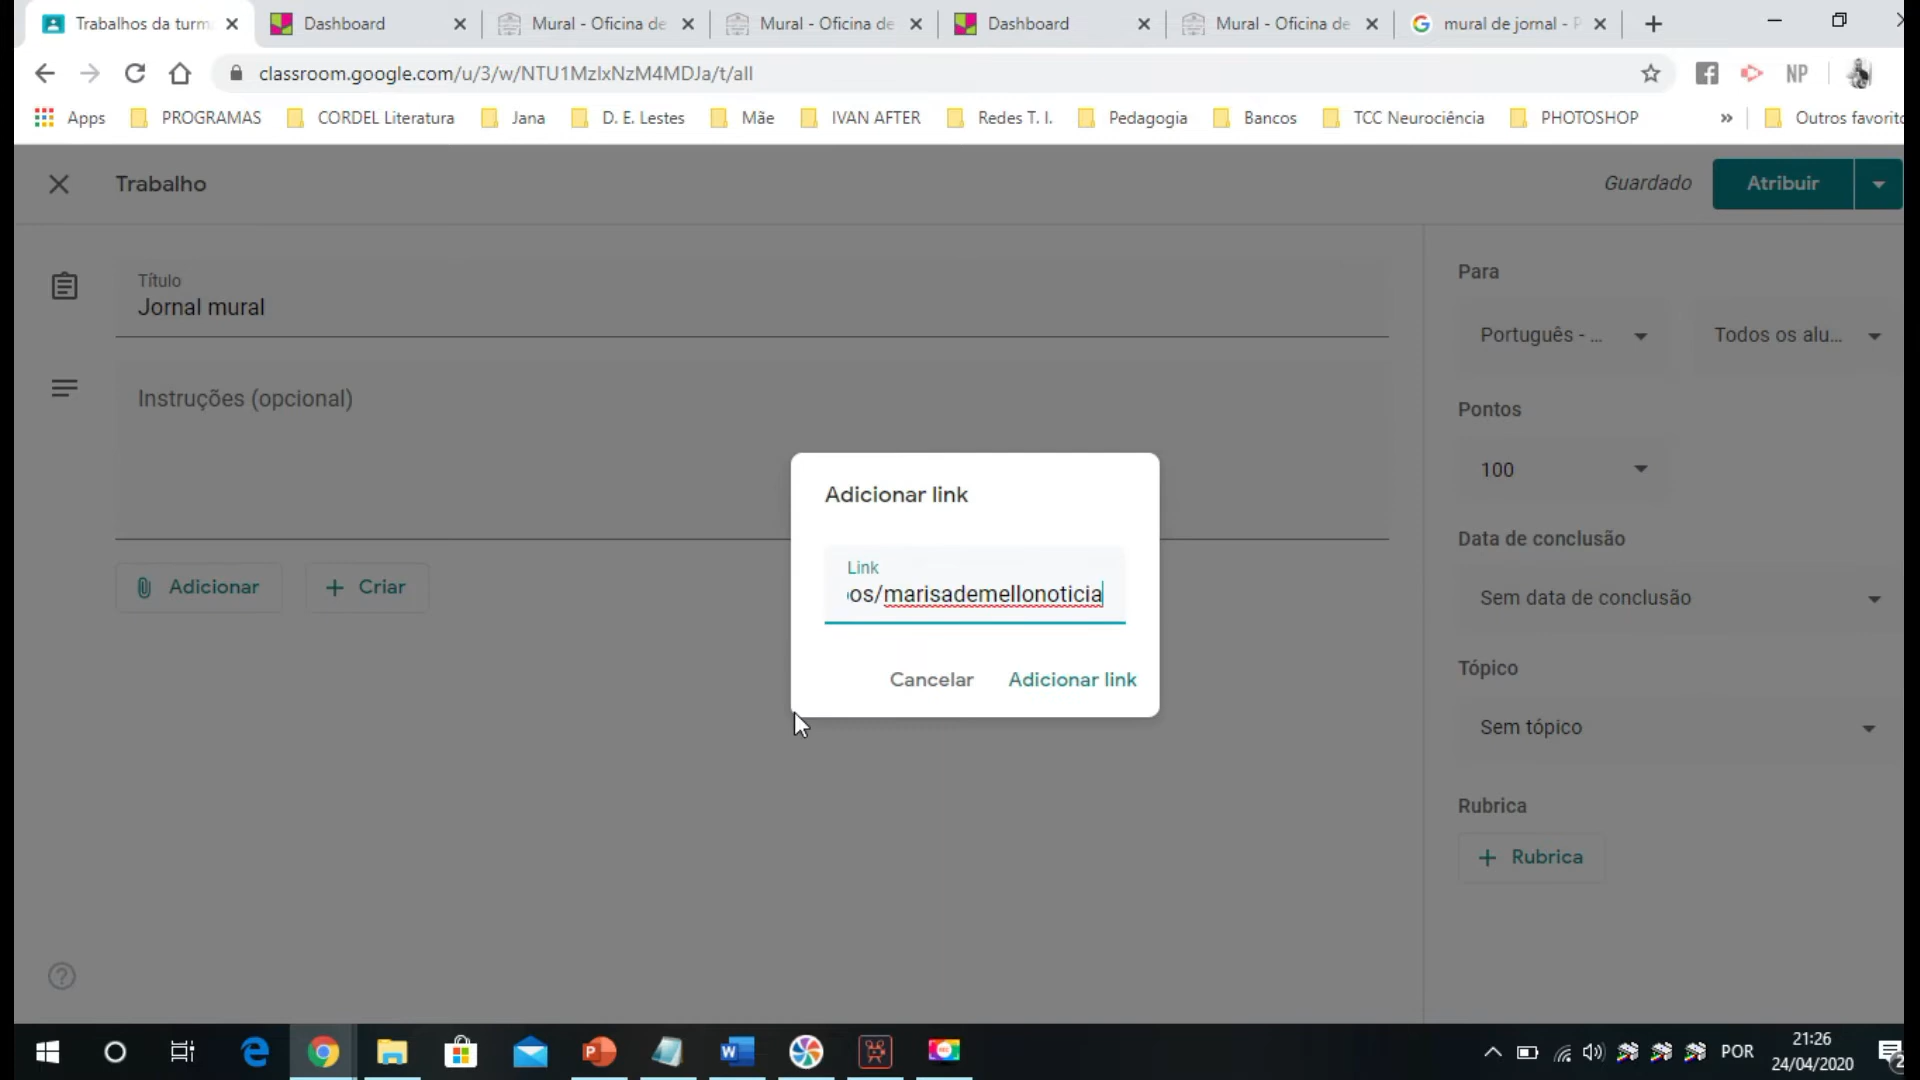 Trabalhos da turm
Dashboard
Mural - Oficina de
Mural - Oficina de
Dashboard
Mural - Oficina de
mural de jornal - P
classroom.google.com/u/3/w/NTU1MzIxNzM4MDJa/t/all
NP
Apps
PROGRAMAS
CORDEL Literatura
Jana
D. E. Lestes
Mãe
IVAN AFTER
Redes T. I.
Pedagogia
Bancos
TCC Neurociência
PHOTOSHOP
»
Outros favorito
Trabalho
Guardado
Atribuir
Título
Jornal mural
Instruções (opcional)
Adicionar
+ Criar
Para
Português - ...
Todos os alu...
Pontos
100
Data de conclusão
Sem data de conclusão
Tópico
Sem tópico
Rubrica
+ Rubrica
Adicionar link
Link
os/marisademellonoticia
Cancelar
Adicionar link
POR
21:26
24/04/2020
2